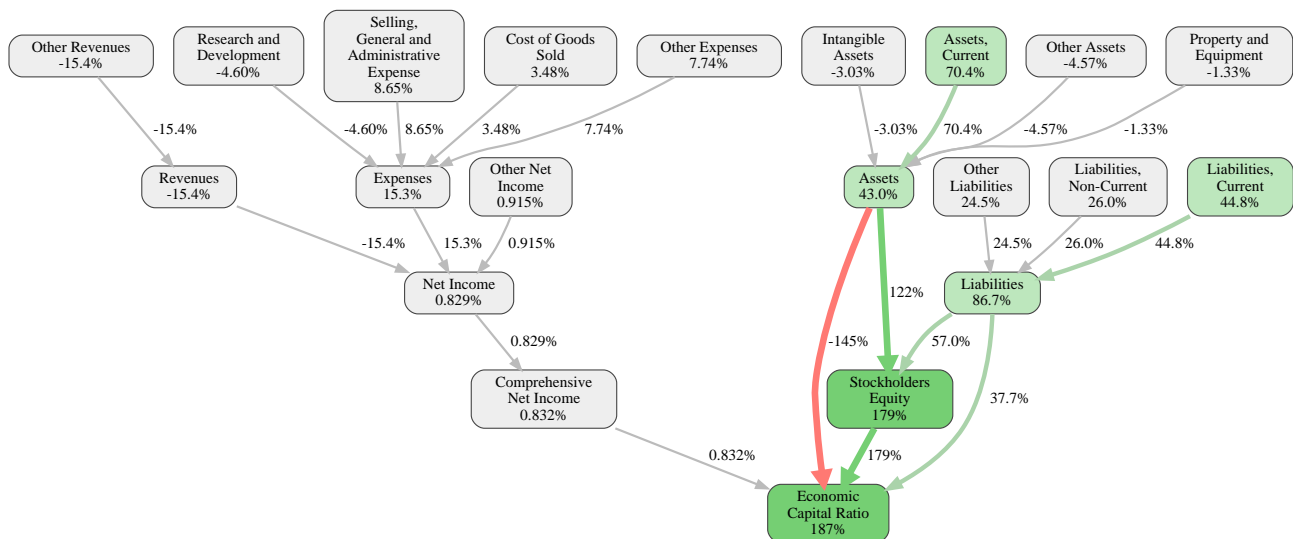 Other Revenues
-15.4%
Research and
Development
-4.60%
Selling,
General and
Administrative
Expense
8.65%
Cost of Goods
Sold
3.48%
Other Expenses
7.74%
Intangible
Assets
-3.03%
Assets,
Current
70.4%
Other Assets
-4.57%
Property and
Equipment
-1.33%
-15.4%
-4.60%
8.65%
3.48%
7.74%
-3.03%
70.4%
-4.57%
-1.33%
Revenues
-15.4%
Expenses
15.3%
Other Net
Income
0.915%
Assets
43.0%
Other
Liabilities
24.5%
Liabilities,
Non-Current
26.0%
Liabilities,
Current
44.8%
-15.4%
15.3%
0.915%
24.5%
26.0%
44.8%
Net Income
0.829%
122%
Liabilities
86.7%
0.829%
-145%
57.0%
Comprehensive
Net Income
0.832%
Stockholders
Equity
179%
37.7%
0.832%
179%
Economic
Capital Ratio
187%